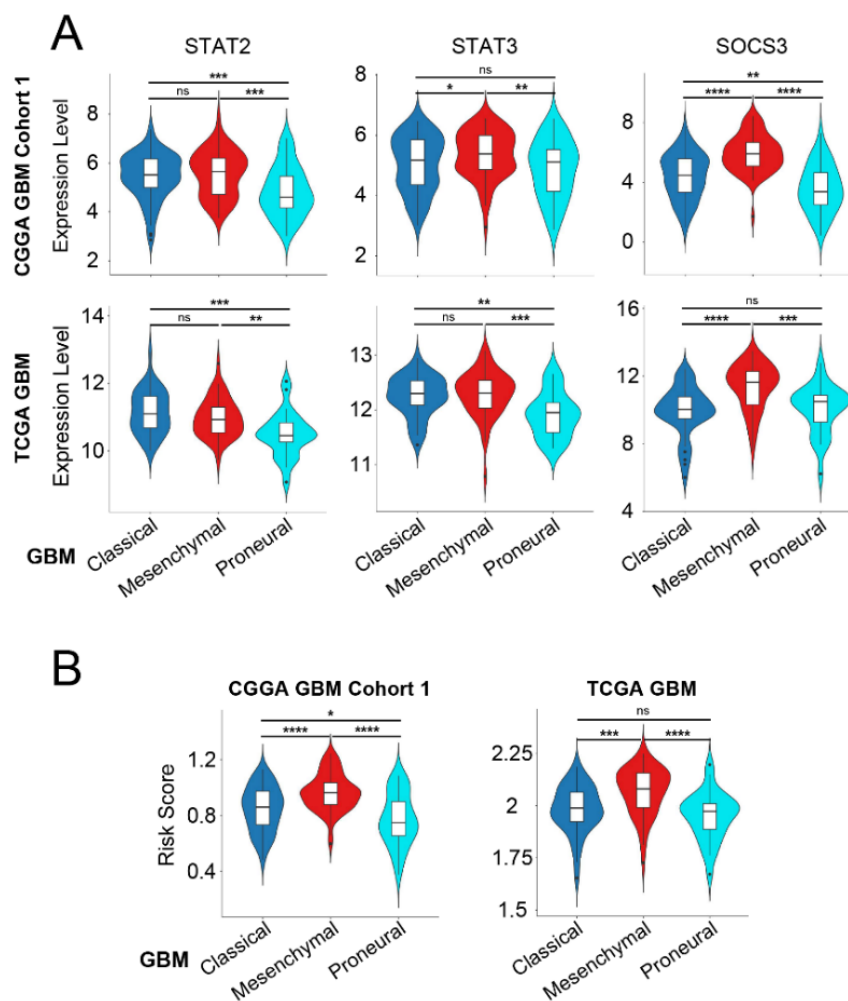 A
STAT2
STAT3
SOCS3
CGGA GBM Cohort 1
Expression Level
***
ns
***
8
6
4
2
ns
*
**
8
6
4
2
**
****
****
8
4
0
TCGA GBM
Expression Level
***
ns
**
14
12
10
**
ns
***
13
12
11
ns
****
***
16
10
4
GBM
Classical
Mesenchymal
Proneural
Classical
Mesenchymal
Proneural
Classical
Mesenchymal
Proneural
B
CGGA GBM Cohort 1
TCGA GBM
Risk Score
*
****
****
1.2
0.8
0.4
ns
***
****
2.25
2
1.75
1.5
GBM
Classical
Mesenchymal
Proneural
Classical
Mesenchymal
Proneural